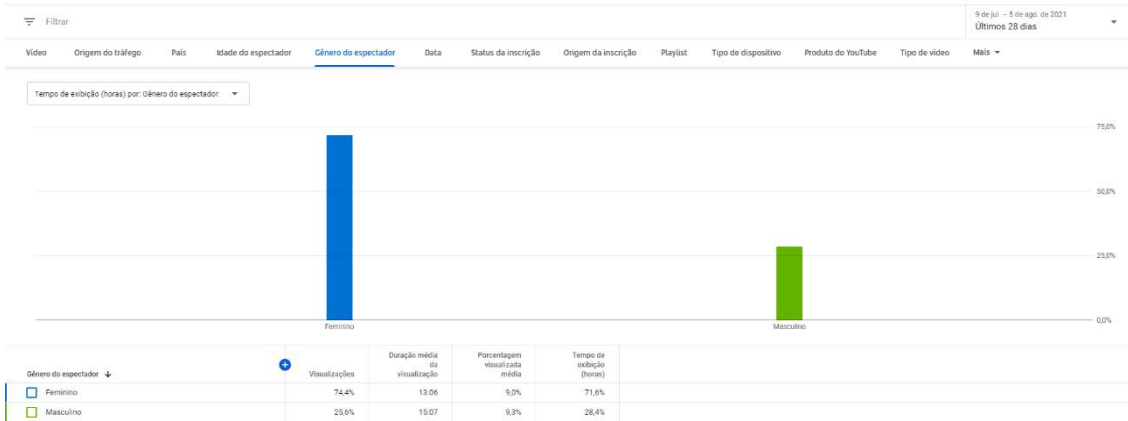 Filtrar
9 de jul. – 5 de ago. de 2021
Últimos 28 dias
Vídeo Origem do tráfego País Idade do espectador Gênero do espectador Data Status da inscrição Origem da inscrição Playlist Tipo de dispositivo Produto do YouTube Tipo de vídeo Mais
Tempo de exibição (horas) por: Gênero do espectador
75,0%
50,0%
25,0%
0,0%
Feminino Masculino
Gênero do espectador Visualizações Duração média da visualização Porcentagem visualizada média Tempo de exibição (horas)
Feminino 74,4% 13:06 9,0% 71,6%
Masculino 25,6% 15:07 9,3% 28,4%